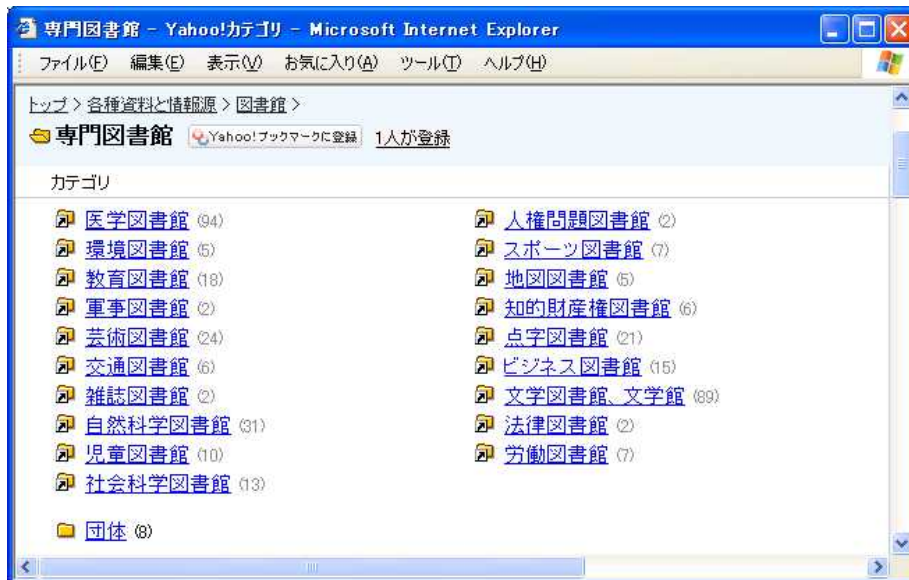 専門図書館 - Yahoo!カテゴリ - Microsoft Internet Explorer
ファイル(F) 編集(E) 表示(V) お気に入り(A) ツール(T) ヘルプ(H)
トップ > 各種資料と情報源 > 図書館 >
専門図書館 Yahoo!ブックマークに登録 1人が登録
カテゴリ
医学図書館 (94)
環境図書館 (5)
教育図書館 (18)
軍事図書館 (2)
芸術図書館 (24)
交通図書館 (6)
雑誌図書館 (2)
自然科学図書館 (31)
児童図書館 (10)
社会科学図書館 (13)
人権問題図書館 (2)
スポーツ図書館 (7)
地図図書館 (5)
知的財産権図書館 (6)
点字図書館 (21)
ビジネス図書館 (15)
文学図書館、文学館 (89)
法律図書館 (2)
労働図書館 (7)
団体 (8)